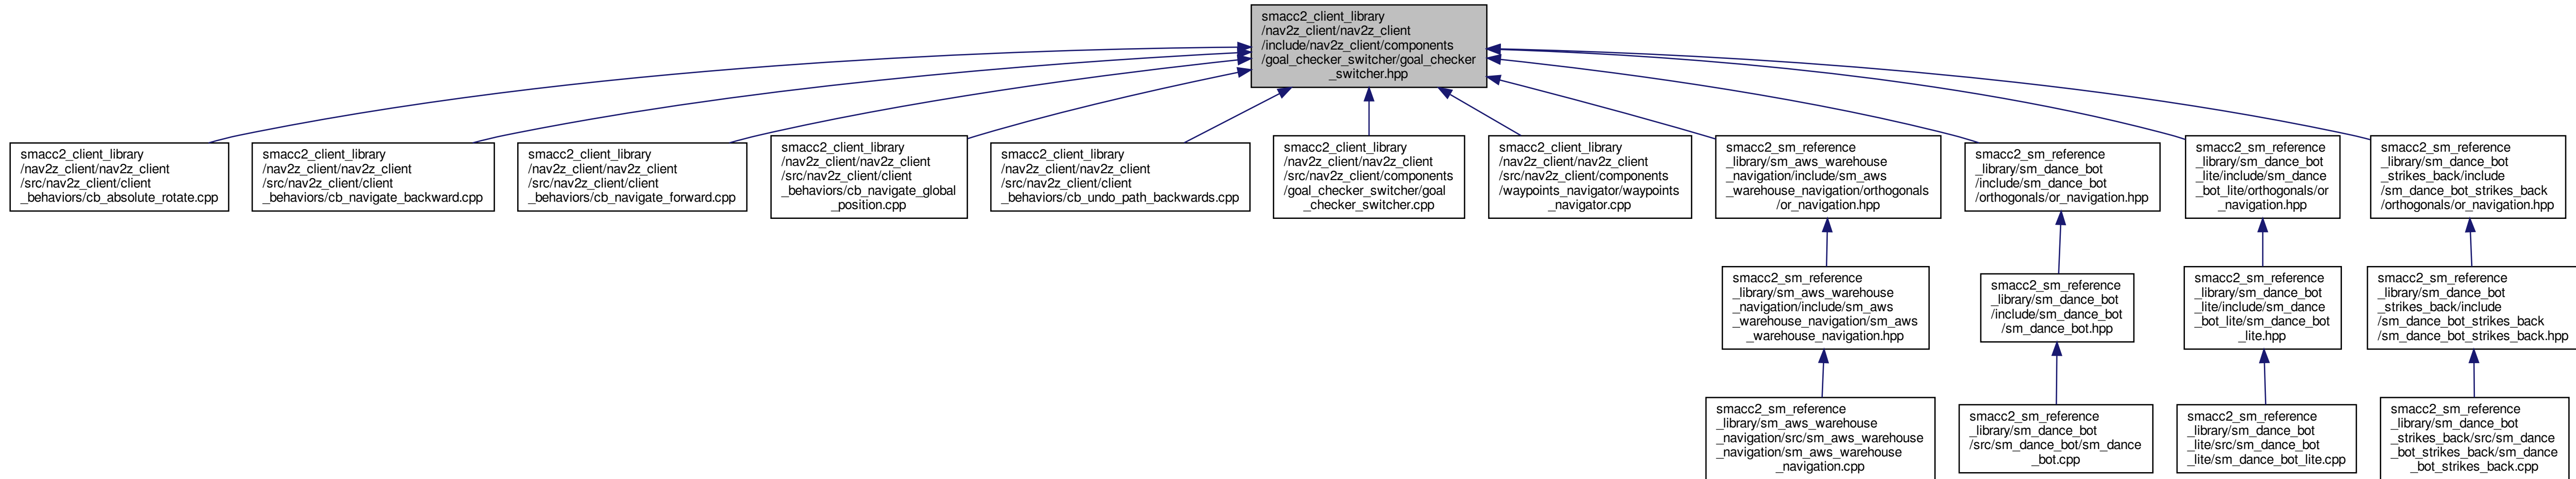 smacc2_client_library
/nav2z_client/nav2z_client
/include/nav2z_client/components
/goal_checker_switcher/goal_checker
_switcher.hpp
smacc2_client_library
/nav2z_client/nav2z_client
/src/nav2z_client/client
_behaviors/cb_absolute_rotate.cpp
smacc2_client_library
/nav2z_client/nav2z_client
/src/nav2z_client/client
_behaviors/cb_navigate_backward.cpp
smacc2_client_library
/nav2z_client/nav2z_client
/src/nav2z_client/client
_behaviors/cb_navigate_forward.cpp
smacc2_client_library
/nav2z_client/nav2z_client
/src/nav2z_client/client
_behaviors/cb_navigate_global
_position.cpp
smacc2_client_library
/nav2z_client/nav2z_client
/src/nav2z_client/client
_behaviors/cb_undo_path_backwards.cpp
smacc2_client_library
/nav2z_client/nav2z_client
/src/nav2z_client/components
/goal_checker_switcher/goal
_checker_switcher.cpp
smacc2_client_library
/nav2z_client/nav2z_client
/src/nav2z_client/components
/waypoints_navigator/waypoints
_navigator.cpp
smacc2_sm_reference
_library/sm_aws_warehouse
_navigation/include/sm_aws
_warehouse_navigation/orthogonals
/or_navigation.hpp
smacc2_sm_reference
_library/sm_dance_bot
/include/sm_dance_bot
/orthogonals/or_navigation.hpp
smacc2_sm_reference
_library/sm_dance_bot
_lite/include/sm_dance
_bot_lite/orthogonals/or
_navigation.hpp
smacc2_sm_reference
_library/sm_dance_bot
_strikes_back/include
/sm_dance_bot_strikes_back
/orthogonals/or_navigation.hpp
smacc2_sm_reference
_library/sm_aws_warehouse
_navigation/include/sm_aws
_warehouse_navigation/sm_aws
_warehouse_navigation.hpp
smacc2_sm_reference
_library/sm_dance_bot
/include/sm_dance_bot
/sm_dance_bot.hpp
smacc2_sm_reference
_library/sm_dance_bot
_lite/include/sm_dance
_bot_lite/sm_dance_bot
_lite.hpp
smacc2_sm_reference
_library/sm_dance_bot
_strikes_back/include
/sm_dance_bot_strikes_back
/sm_dance_bot_strikes_back.hpp
smacc2_sm_reference
_library/sm_aws_warehouse
_navigation/src/sm_aws_warehouse
_navigation/sm_aws_warehouse
_navigation.cpp
smacc2_sm_reference
_library/sm_dance_bot
/src/sm_dance_bot/sm_dance
_bot.cpp
smacc2_sm_reference
_library/sm_dance_bot
_lite/src/sm_dance_bot
_lite/sm_dance_bot_lite.cpp
smacc2_sm_reference
_library/sm_dance_bot
_strikes_back/src/sm_dance
_bot_strikes_back/sm_dance
_bot_strikes_back.cpp